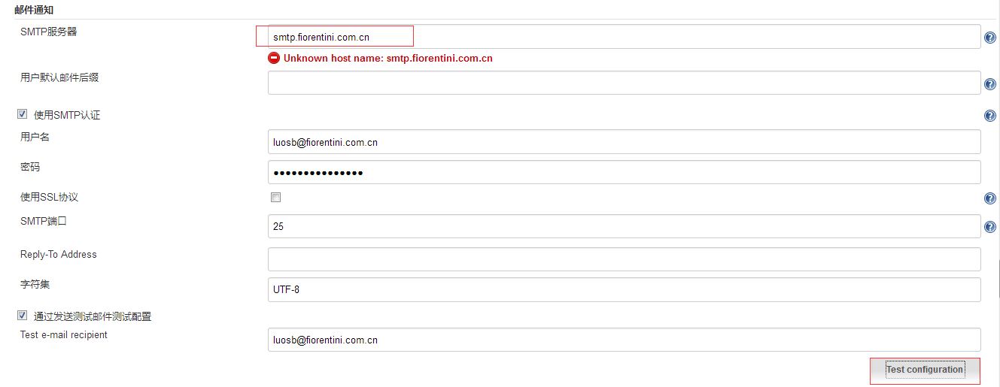 邮件通知
SMTP服务器
smtp.fiorentini.com.cn
Unknown host name: smtp.fiorentini.com.cn
用户默认邮件后缀
使用SMTP认证
用户名
luosb@fiorentini.com.cn
密码
•••••••••••••••
使用SSL协议
SMTP端口
25
Reply-To Address
字符集
UTF-8
通过发送测试邮件测试配置
Test e-mail recipient
luosb@fiorentini.com.cn
Test configuration